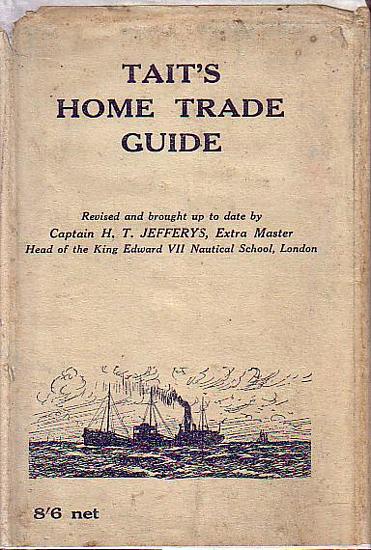 TAIT'S
HOME TRADE
GUIDE
Revised and brought up to date by
Captain H. T. JEFFERYS, Extra Master
Head of the King Edward VII Nautical School, London
8'6 net